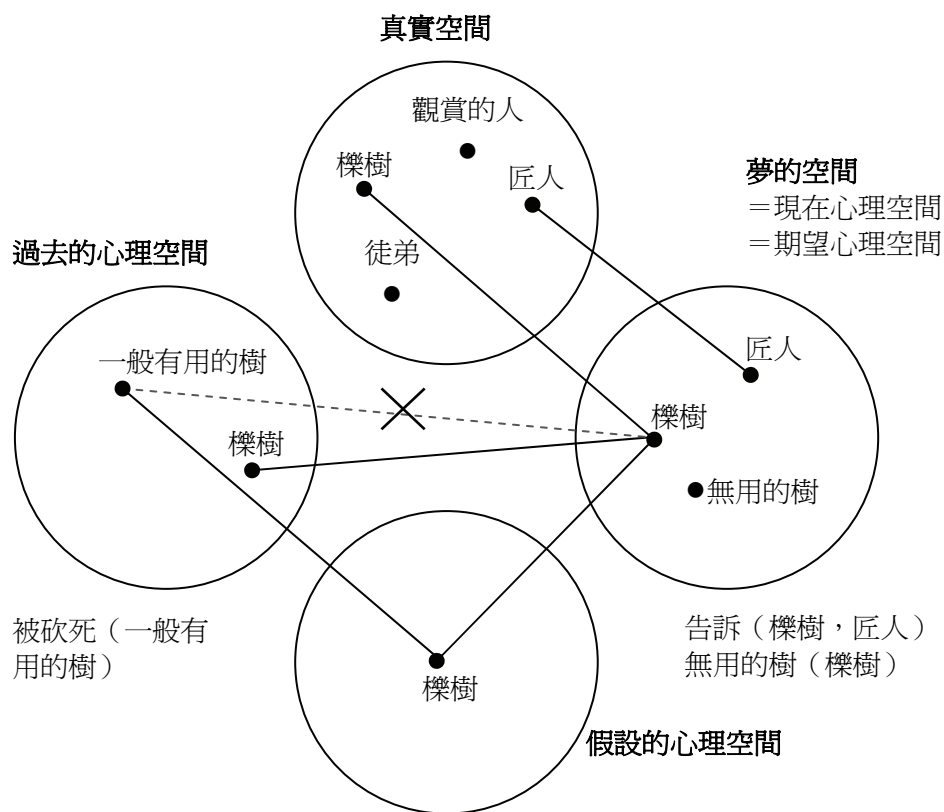 真實空間
觀賞的人
櫟樹
匠人
徒弟
夢的空間
＝現在心理空間
＝期望心理空間
過去的心理空間
一般有用的樹
櫟樹
匠人
櫟樹
無用的樹
被砍死（一般有
用的樹）
告訴（櫟樹，匠人）
無用的樹（櫟樹）
櫟樹
假設的心理空間